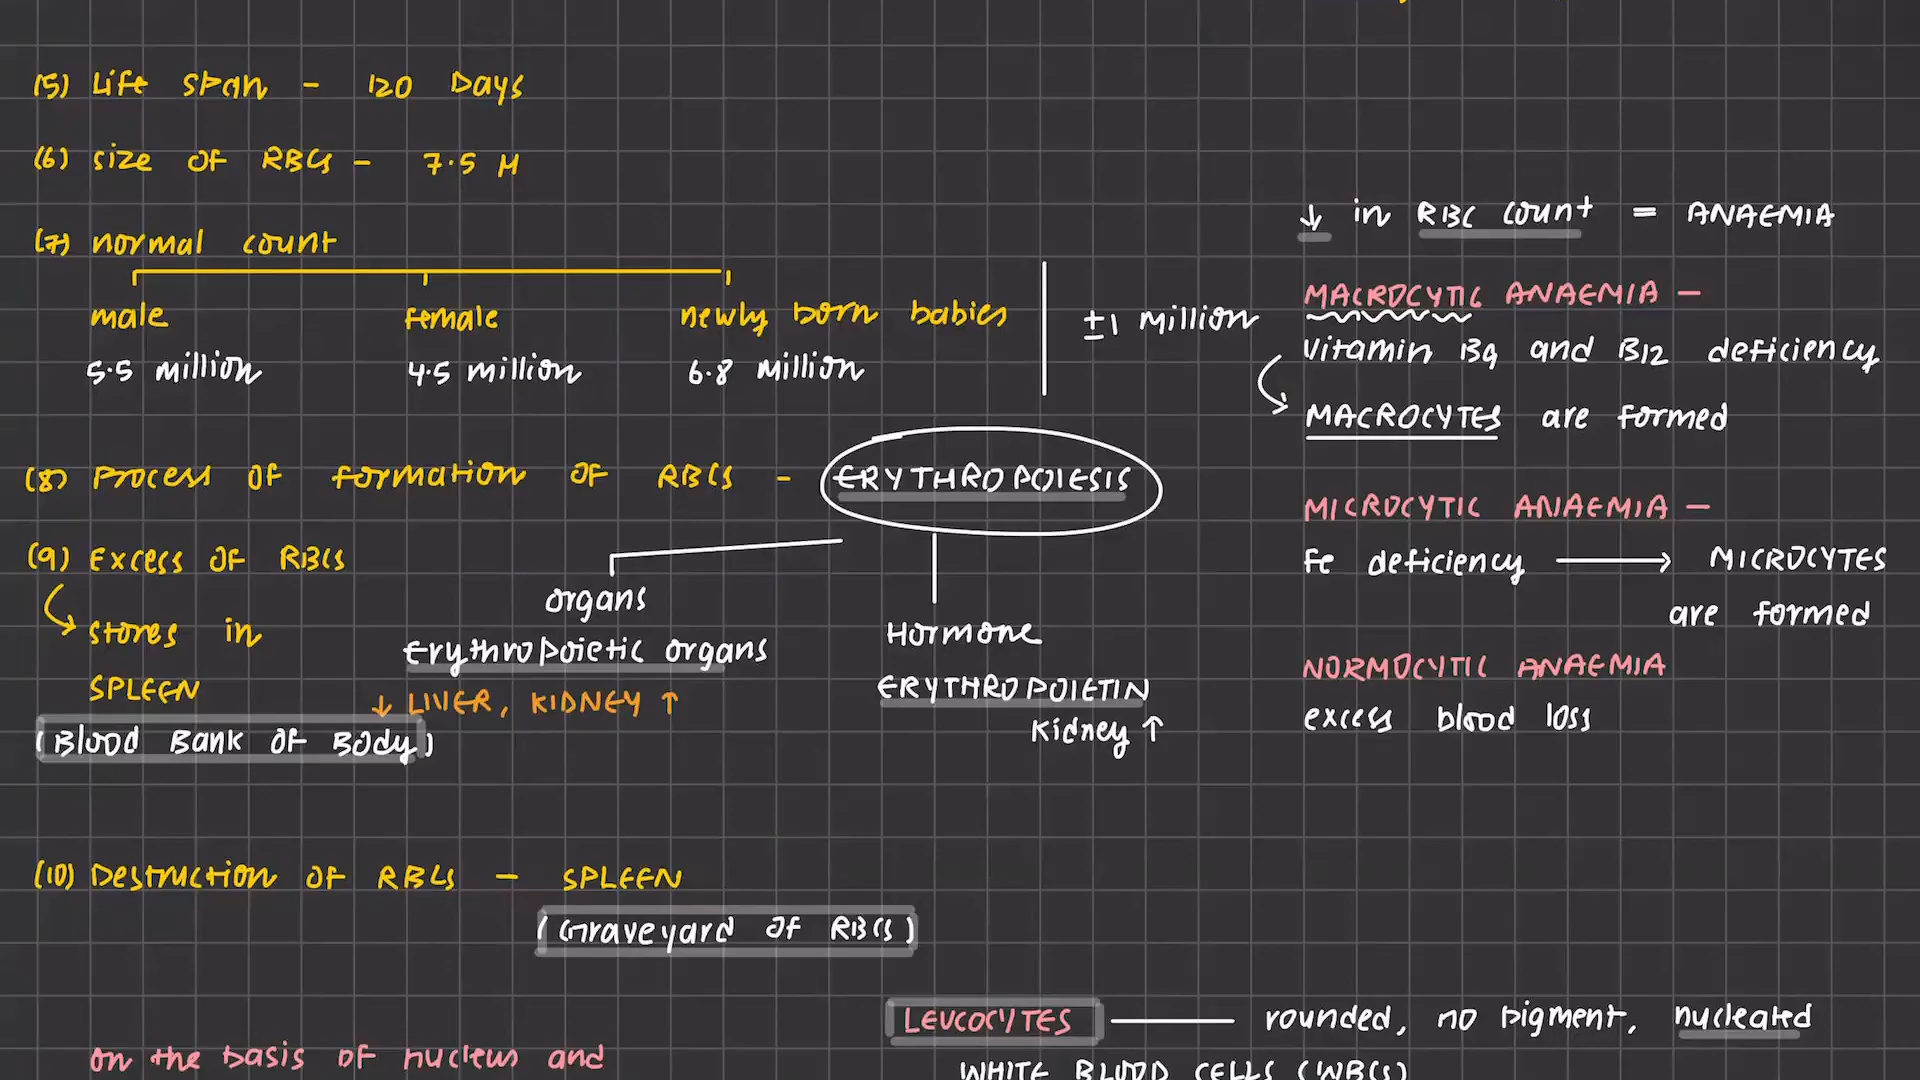 (5) Life span - 120 Days
(6) size of RBCs - 7.5 μ
(7) normal count
male female newly born babies
5.5 million 4.5 million 6.8 million
±1 million
(8) Process of formation of RBCs - ERYTHROPOIESIS
(9) Excess of RBCs
stores in
SPLEEN
(Blood Bank of Body)
organs
Erythropoietic organs
↓ LIVER, KIDNEY ↑
Hormone
ERYTHROPOIETIN
Kidney ↑
(10) Destruction of RBCs - SPLEEN
(Graveyard of RBCs)
↓ in RBC count = ANAEMIA
MACROCYTIC ANAEMIA -
Vitamin B9 and B12 deficiency
MACROCYTES are formed
MICROCYTIC ANAEMIA -
Fe deficiency → MICROCYTES
are formed
NORMOCYTIC ANAEMIA
excess blood loss
LEUCOCYTES — rounded, no pigment, nucleated
WHITE BLOOD CELLS (WBCs)
on the basis of nucleus and